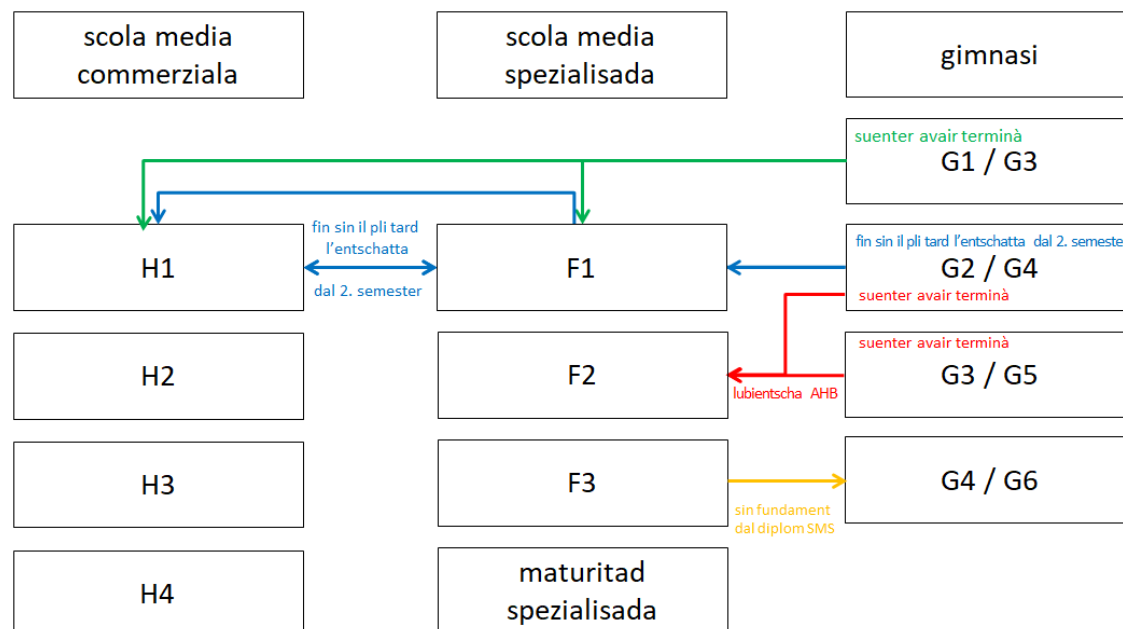 scola media
commerziala
scola media
spezialisada
gimnasi
suenter avair terminà
G1 / G3
fin sin il pli tard
l'entschatta
dal 2. semester
H1
F1
fin sin il pli tard l'entschatta dal 2. semester
G2 / G4
suenter avair terminà
H2
F2
lubientscha AHB
suenter avair terminà
G3 / G5
H3
F3
sin fundament
dal diplom SMS
G4 / G6
H4
maturitad
spezialisada